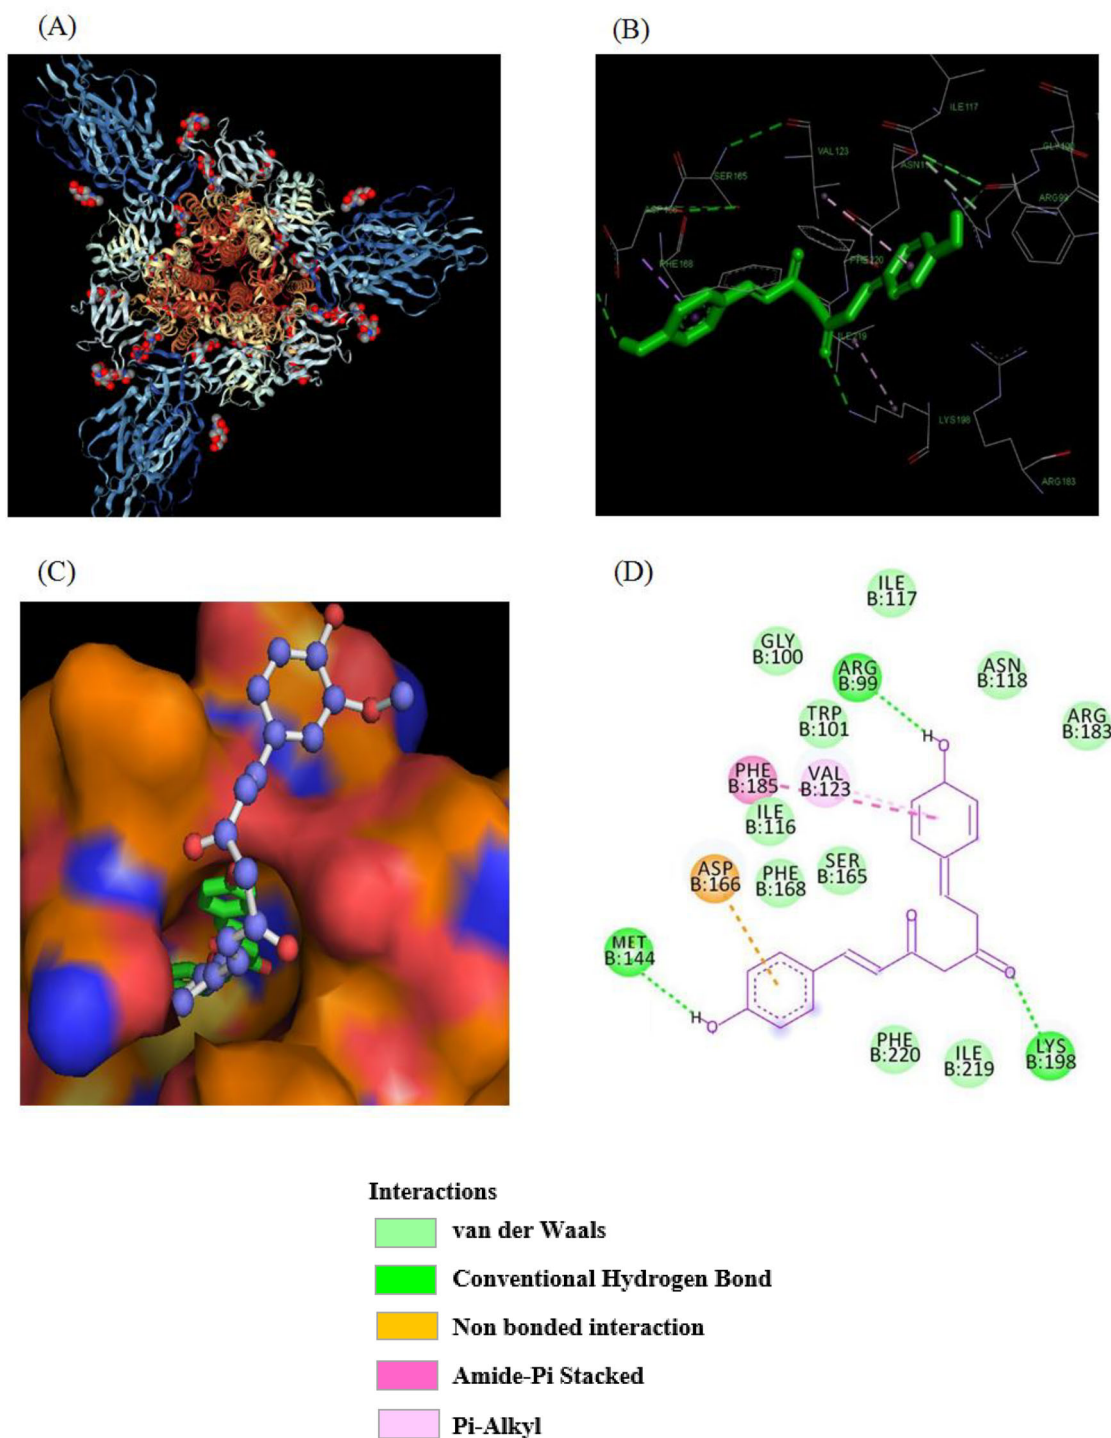 (A)
(B)
ILE117
VAL123
SER165
ARG99
PHE168
PHE220
ILE219
LYS198
ARG183
(C)
(D)
ILE
B:117
GLY
B:100
ARG
B:99
ASN
B:118
TRP
B:101
ARG
B:183
PHE
B:185
VAL
B:123
ILE
B:116
ASP
B:166
PHE
B:168
SER
B:165
MET
B:144
PHE
B:220
ILE
B:219
LYS
B:198
H
O
O
O
H
O
Interactions
van der Waals
Conventional Hydrogen Bond
Non bonded interaction
Amide-Pi Stacked
Pi-Alkyl